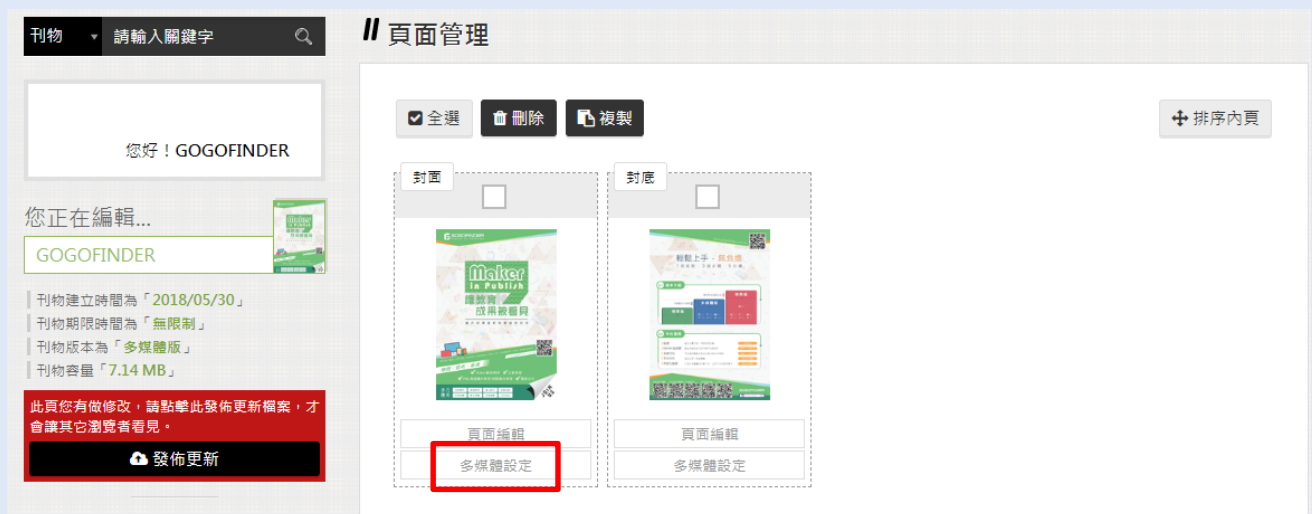 刊物
請輸入關鍵字
您好！GOGOFINDER
您正在編輯...
GOGOFINDER
刊物建立時間為「2018/05/30」
刊物期限時間為「無限制」
刊物版本為「多媒體版」
刊物容量「7.14 MB」
此頁您有做修改，請點擊此發佈更新檔案，才
會讓其它瀏覽者看見。
發佈更新
頁面管理
全選 刪除 複製 排序內頁
封面
GOGOFINDER
Maker
in Publish
讓教育
成果被看見
頁面編輯
多媒體設定
封底
輕鬆上手，無負擔
頁面編輯
多媒體設定